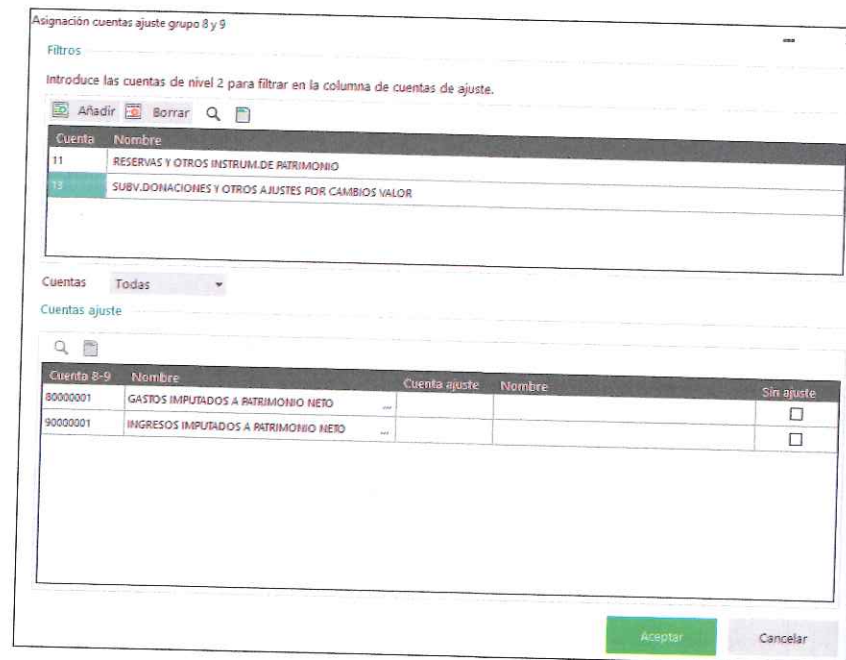 Asignación cuentas ajuste grupo 8 y 9
Filtros
Introduce las cuentas de nivel 2 para filtrar en la columna de cuentas de ajuste.
Añadir Borrar
Cuenta Nombre
11 RESERVAS Y OTROS INSTRUM.DE PATRIMONIO
13 SUBV.DONACIONES Y OTROS AJUSTES POR CAMBIOS VALOR
Cuentas Todas
Cuentas ajuste
Cuenta 8-9 Nombre Cuenta ajuste Nombre Sin ajuste
80000001 GASTOS IMPUTADOS A PATRIMONIO NETO ...
90000001 INGRESOS IMPUTADOS A PATRIMONIO NETO ...
Aceptar Cancelar